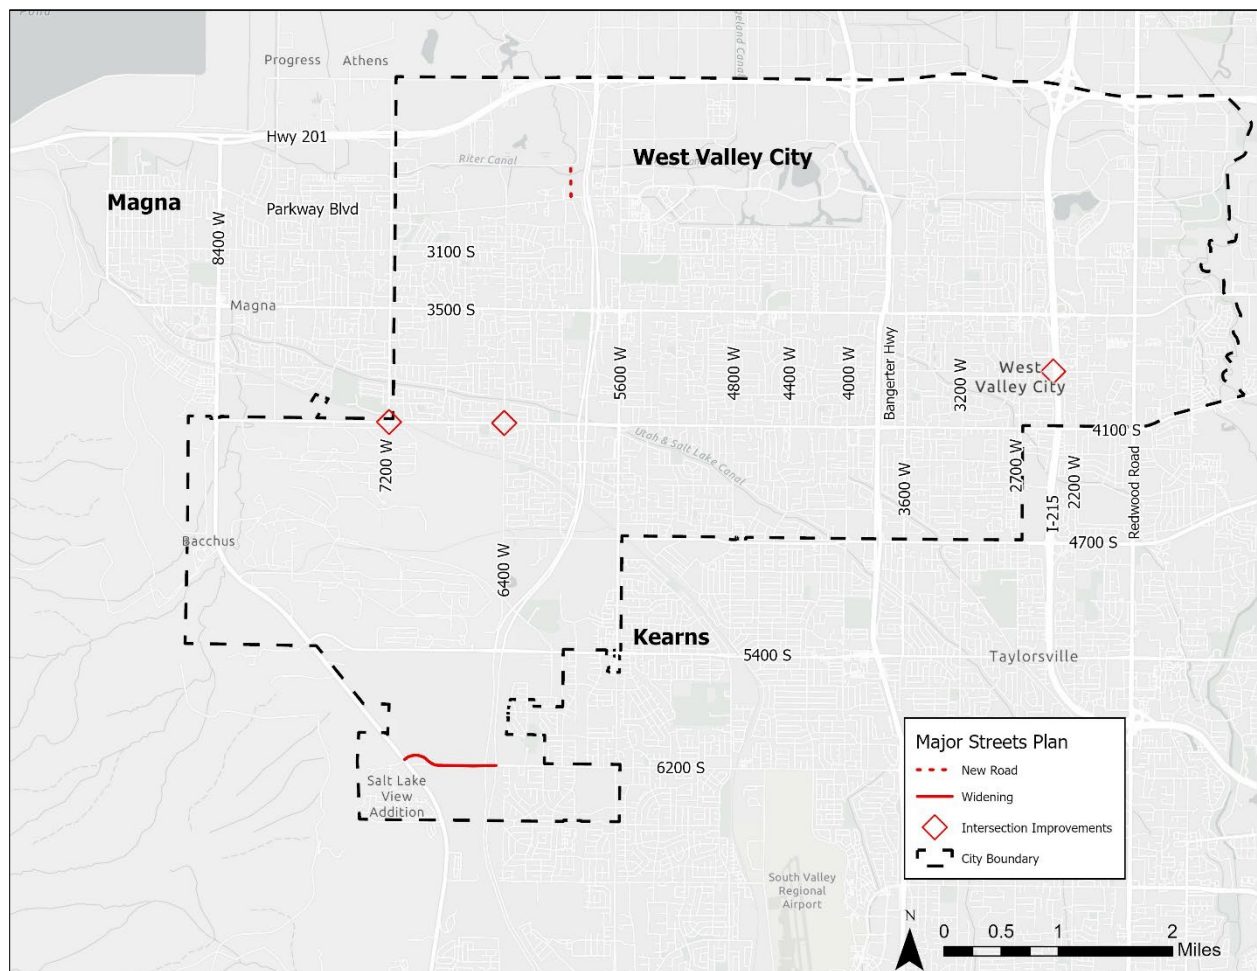 Pond
Progress
Athens
Hwy 201
Riter Canal
West Valley City
Magna
Parkway Blvd
8400 W
3100 S
Magna
3500 S
5600 W
4800 W
4400 W
4000 W
Bangerter Hwy
3200 W
West
Valley City
7200 W
Utah & Salt Lake Canal
4100 S
2700 W
2200 W
Redwood Road
3600 W
I-215
Bacchus
4700 S
6400 W
Kearns
5400 S
Taylorsville
6200 S
Salt Lake
View
Addition
South Valley
Regional
Airport
Major Streets Plan
New Road
Widening
Intersection Improvements
City Boundary
N
0
0.5
1
2
Miles